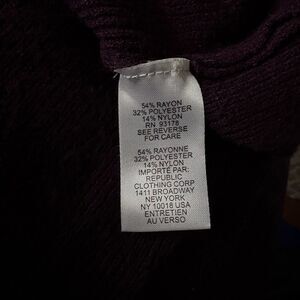 54% RAYON
32% POLYESTER
14% NYLON
RN 93178
SEE REVERSE
FOR CARE
54% RAYONNE
32% POLYESTER
14% NYLON
IMPORTÉ PAR:
REPUBLIC
CLOTHING CORP
1411 BROADWAY
NEW YORK
NY 10018 USA
ENTRETIEN
AU VERSO